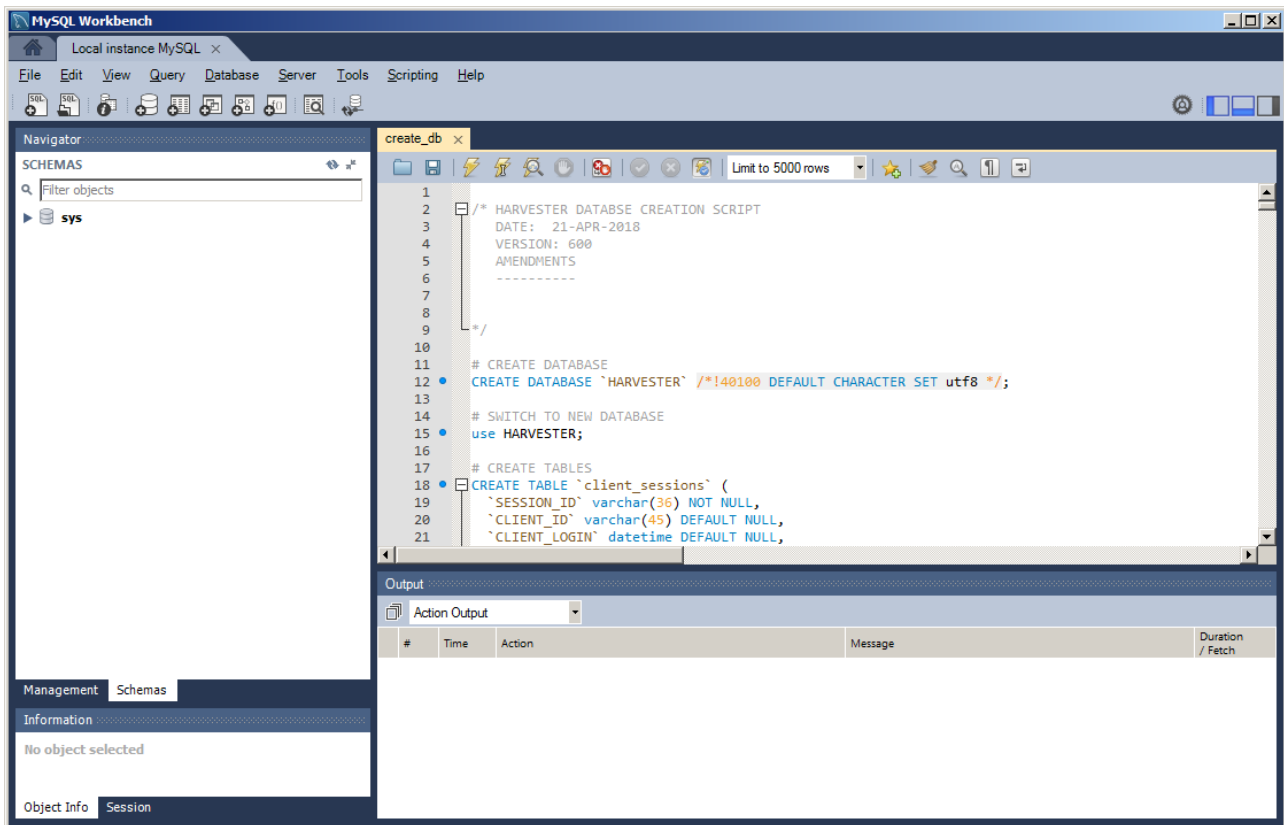 MySQL Workbench
Local instance MySQL
File Edit View Query Database Server Tools Scripting Help
Navigator
SCHEMAS
Filter objects
sys
Management Schemas
Information
No object selected
Object Info Session
create_db
Limit to 5000 rows
1
2 /* HARVESTER DATABSE CREATION SCRIPT
3 DATE: 21-APR-2018
4 VERSION: 600
5 AMENDMENTS
6 ----------
7
8
9 */
10
11 # CREATE DATABASE
12 CREATE DATABASE `HARVESTER` /*!40100 DEFAULT CHARACTER SET utf8 */;
13
14 # SWITCH TO NEW DATABASE
15 use HARVESTER;
16
17 # CREATE TABLES
18 CREATE TABLE `client_sessions` (
19 `SESSION_ID` varchar(36) NOT NULL,
20 `CLIENT_ID` varchar(45) DEFAULT NULL,
21 `CLIENT_LOGIN` datetime DEFAULT NULL,
Output
Action Output
# Time Action Message Duration / Fetch